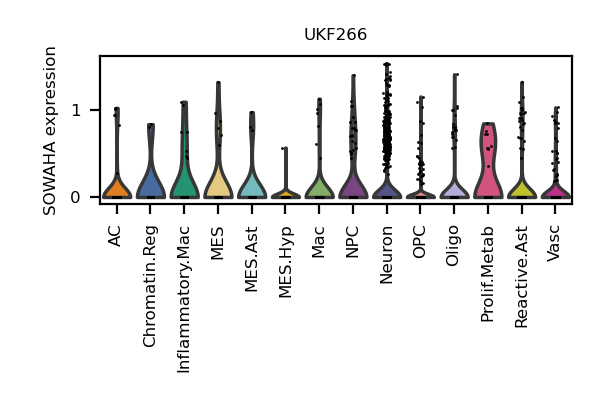 UKF266
SOWAHA expression
1
0
AC
Chromatin.Reg
Inflammatory.Mac
MES
MES.Ast
MES.Hyp
Mac
NPC
Neuron
OPC
Oligo
Prolif.Metab
Reactive.Ast
Vasc